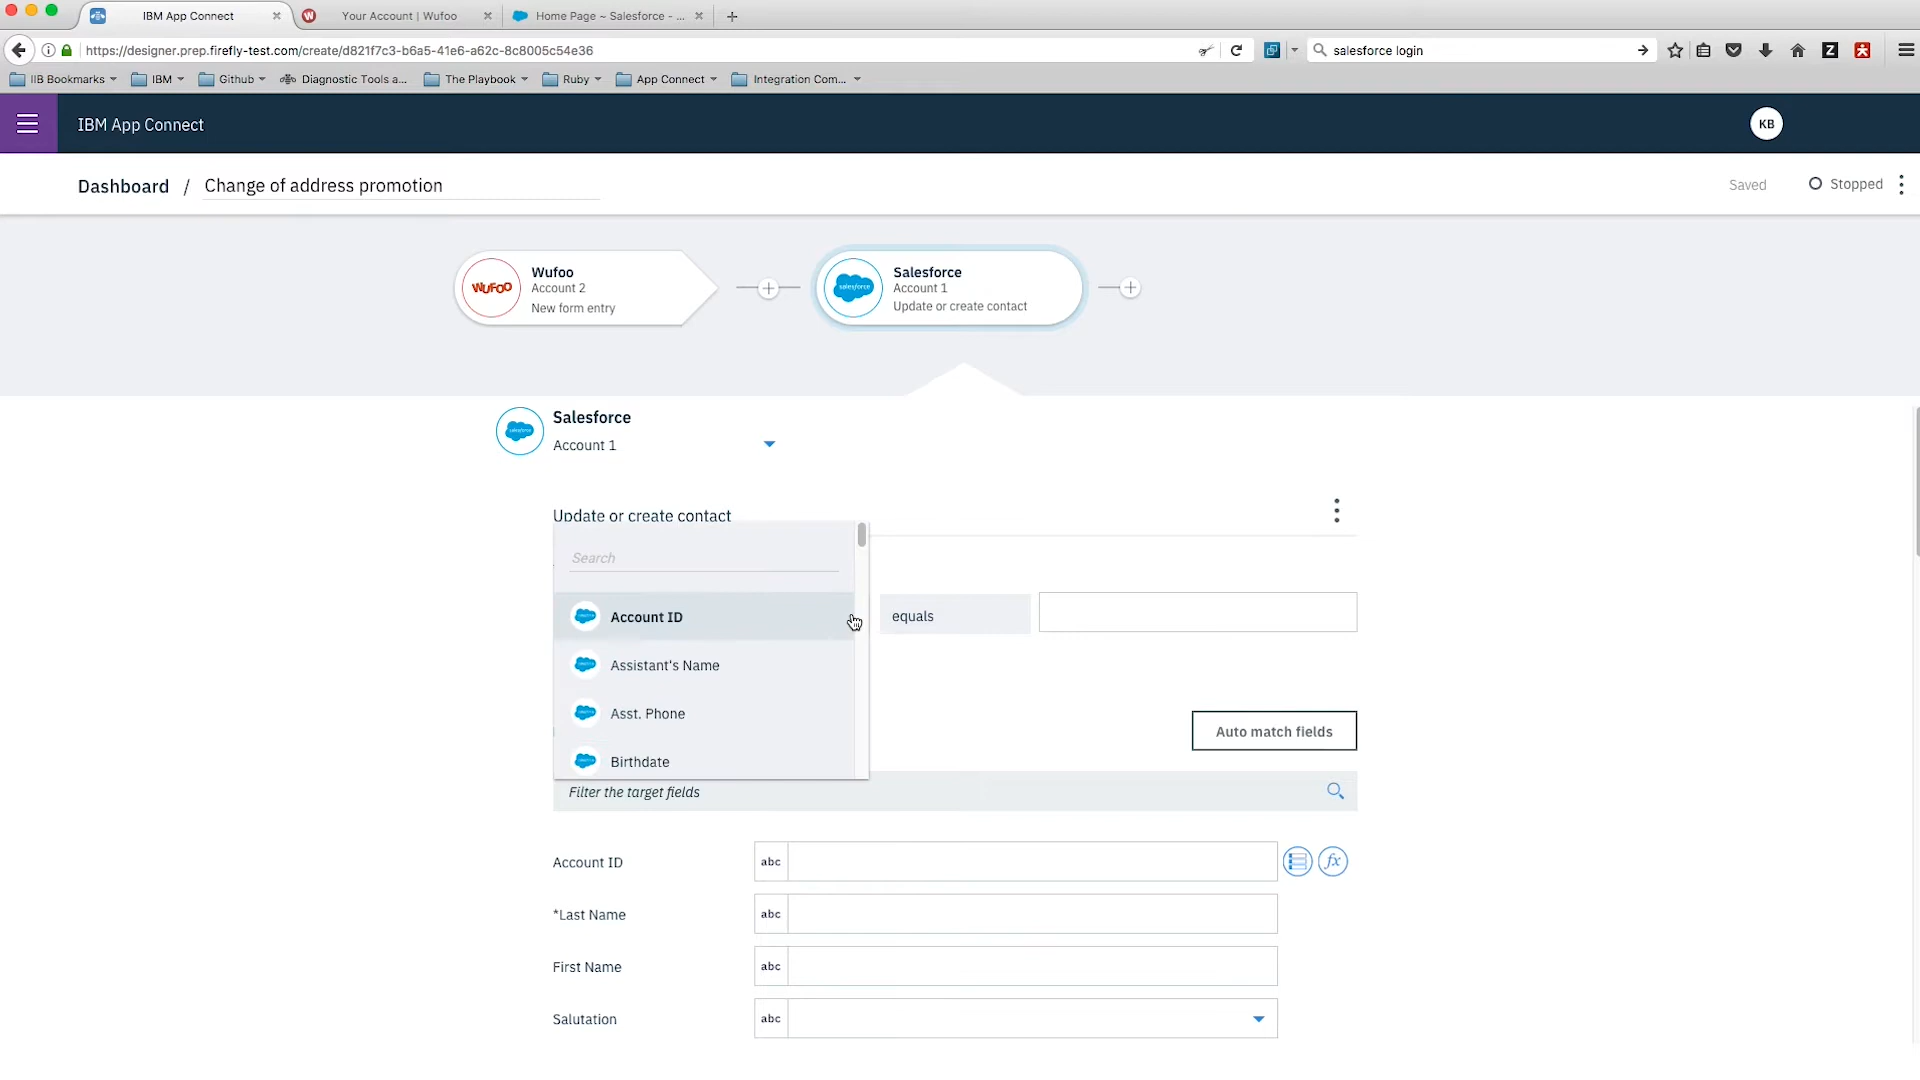 IBM App Connect
Your Account | Wufoo
Home Page ~ Salesforce - ...
https://designer.prep.firefly-test.com/create/d821f7c3-b6a5-41e6-a62c-8c8005c54e36
salesforce login
IIB Bookmarks
IBM
Github
Diagnostic Tools a...
The Playbook
Ruby
App Connect
Integration Com...
IBM App Connect
KB
Dashboard / Change of address promotion
Saved
Stopped
WUFOO
Wufoo
Account 2
New form entry
salesforce
Salesforce
Account 1
Update or create contact
salesforce
Salesforce
Account 1
Update or create contact
Search
Account ID
equals
Assistant's Name
Asst. Phone
Auto match fields
Birthdate
Filter the target fields
Account ID
abc
fx
*Last Name
abc
First Name
abc
Salutation
abc